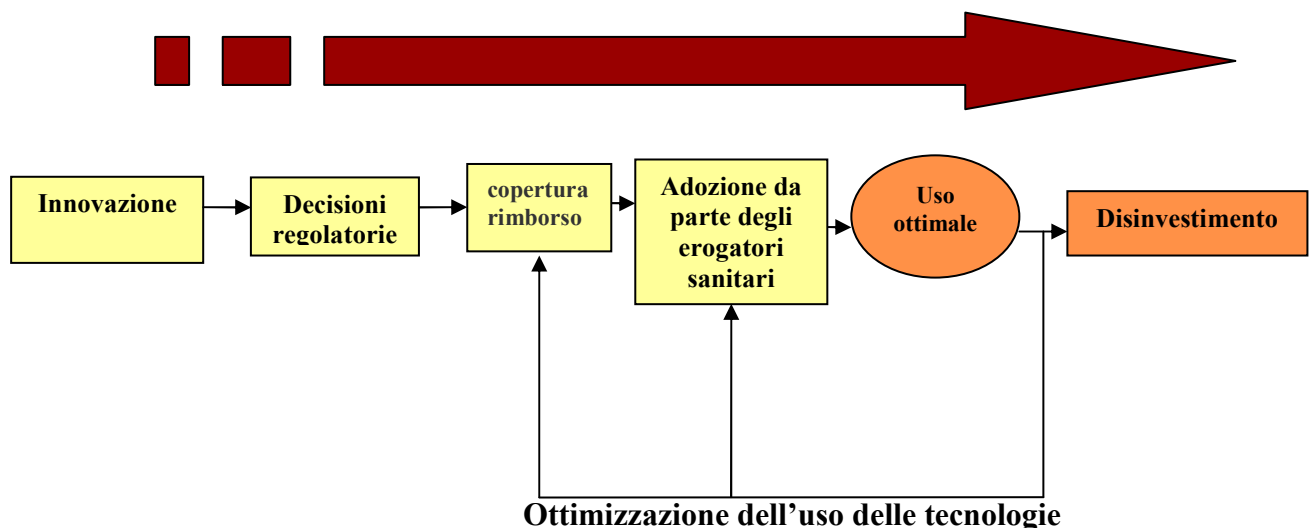 Innovazione
Decisioni
regolatorie
copertura
rimborso
Adozione da
parte degli
erogatori
sanitari
Uso
ottimale
Disinvestimento
Ottimizzazione dell’uso delle tecnologie